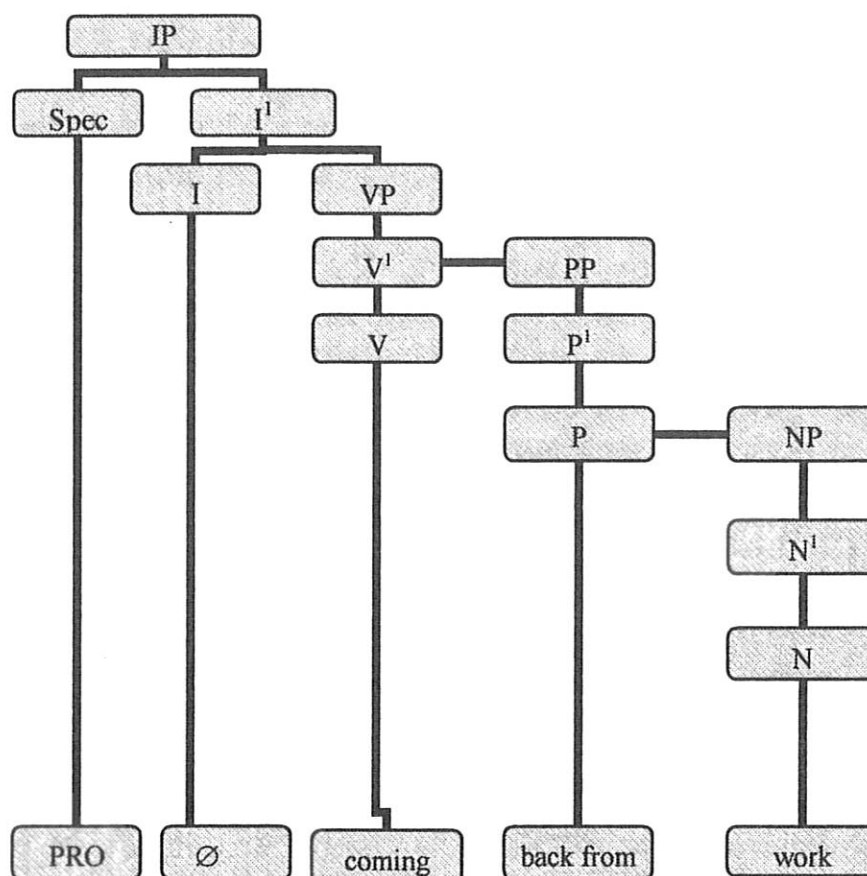 IP
Spec I¹
I VP
V¹ PP
V P¹
P NP
N¹
N
PRO ∅ coming back from work